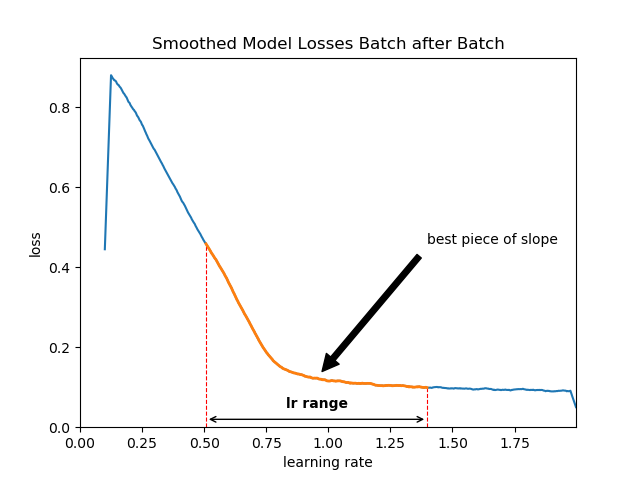 Smoothed Model Losses Batch after Batch
0.8
0.6
loss
0.4
0.2
0.0
best piece of slope
lr range
0.00 0.25 0.50 0.75 1.00 1.25 1.50 1.75
learning rate